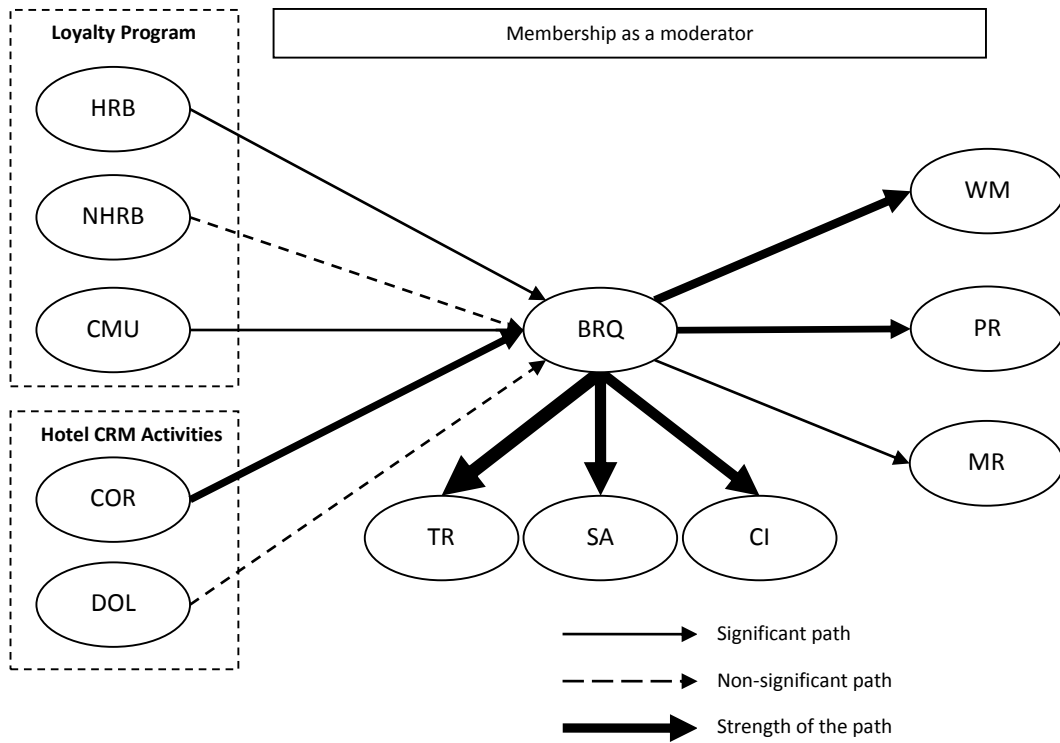 Loyalty Program
Membership as a moderator
HRB
NHRB
CMU
Hotel CRM Activities
COR
DOL
BRQ
WM
PR
MR
TR
SA
CI
Significant path
Non-significant path
Strength of the path